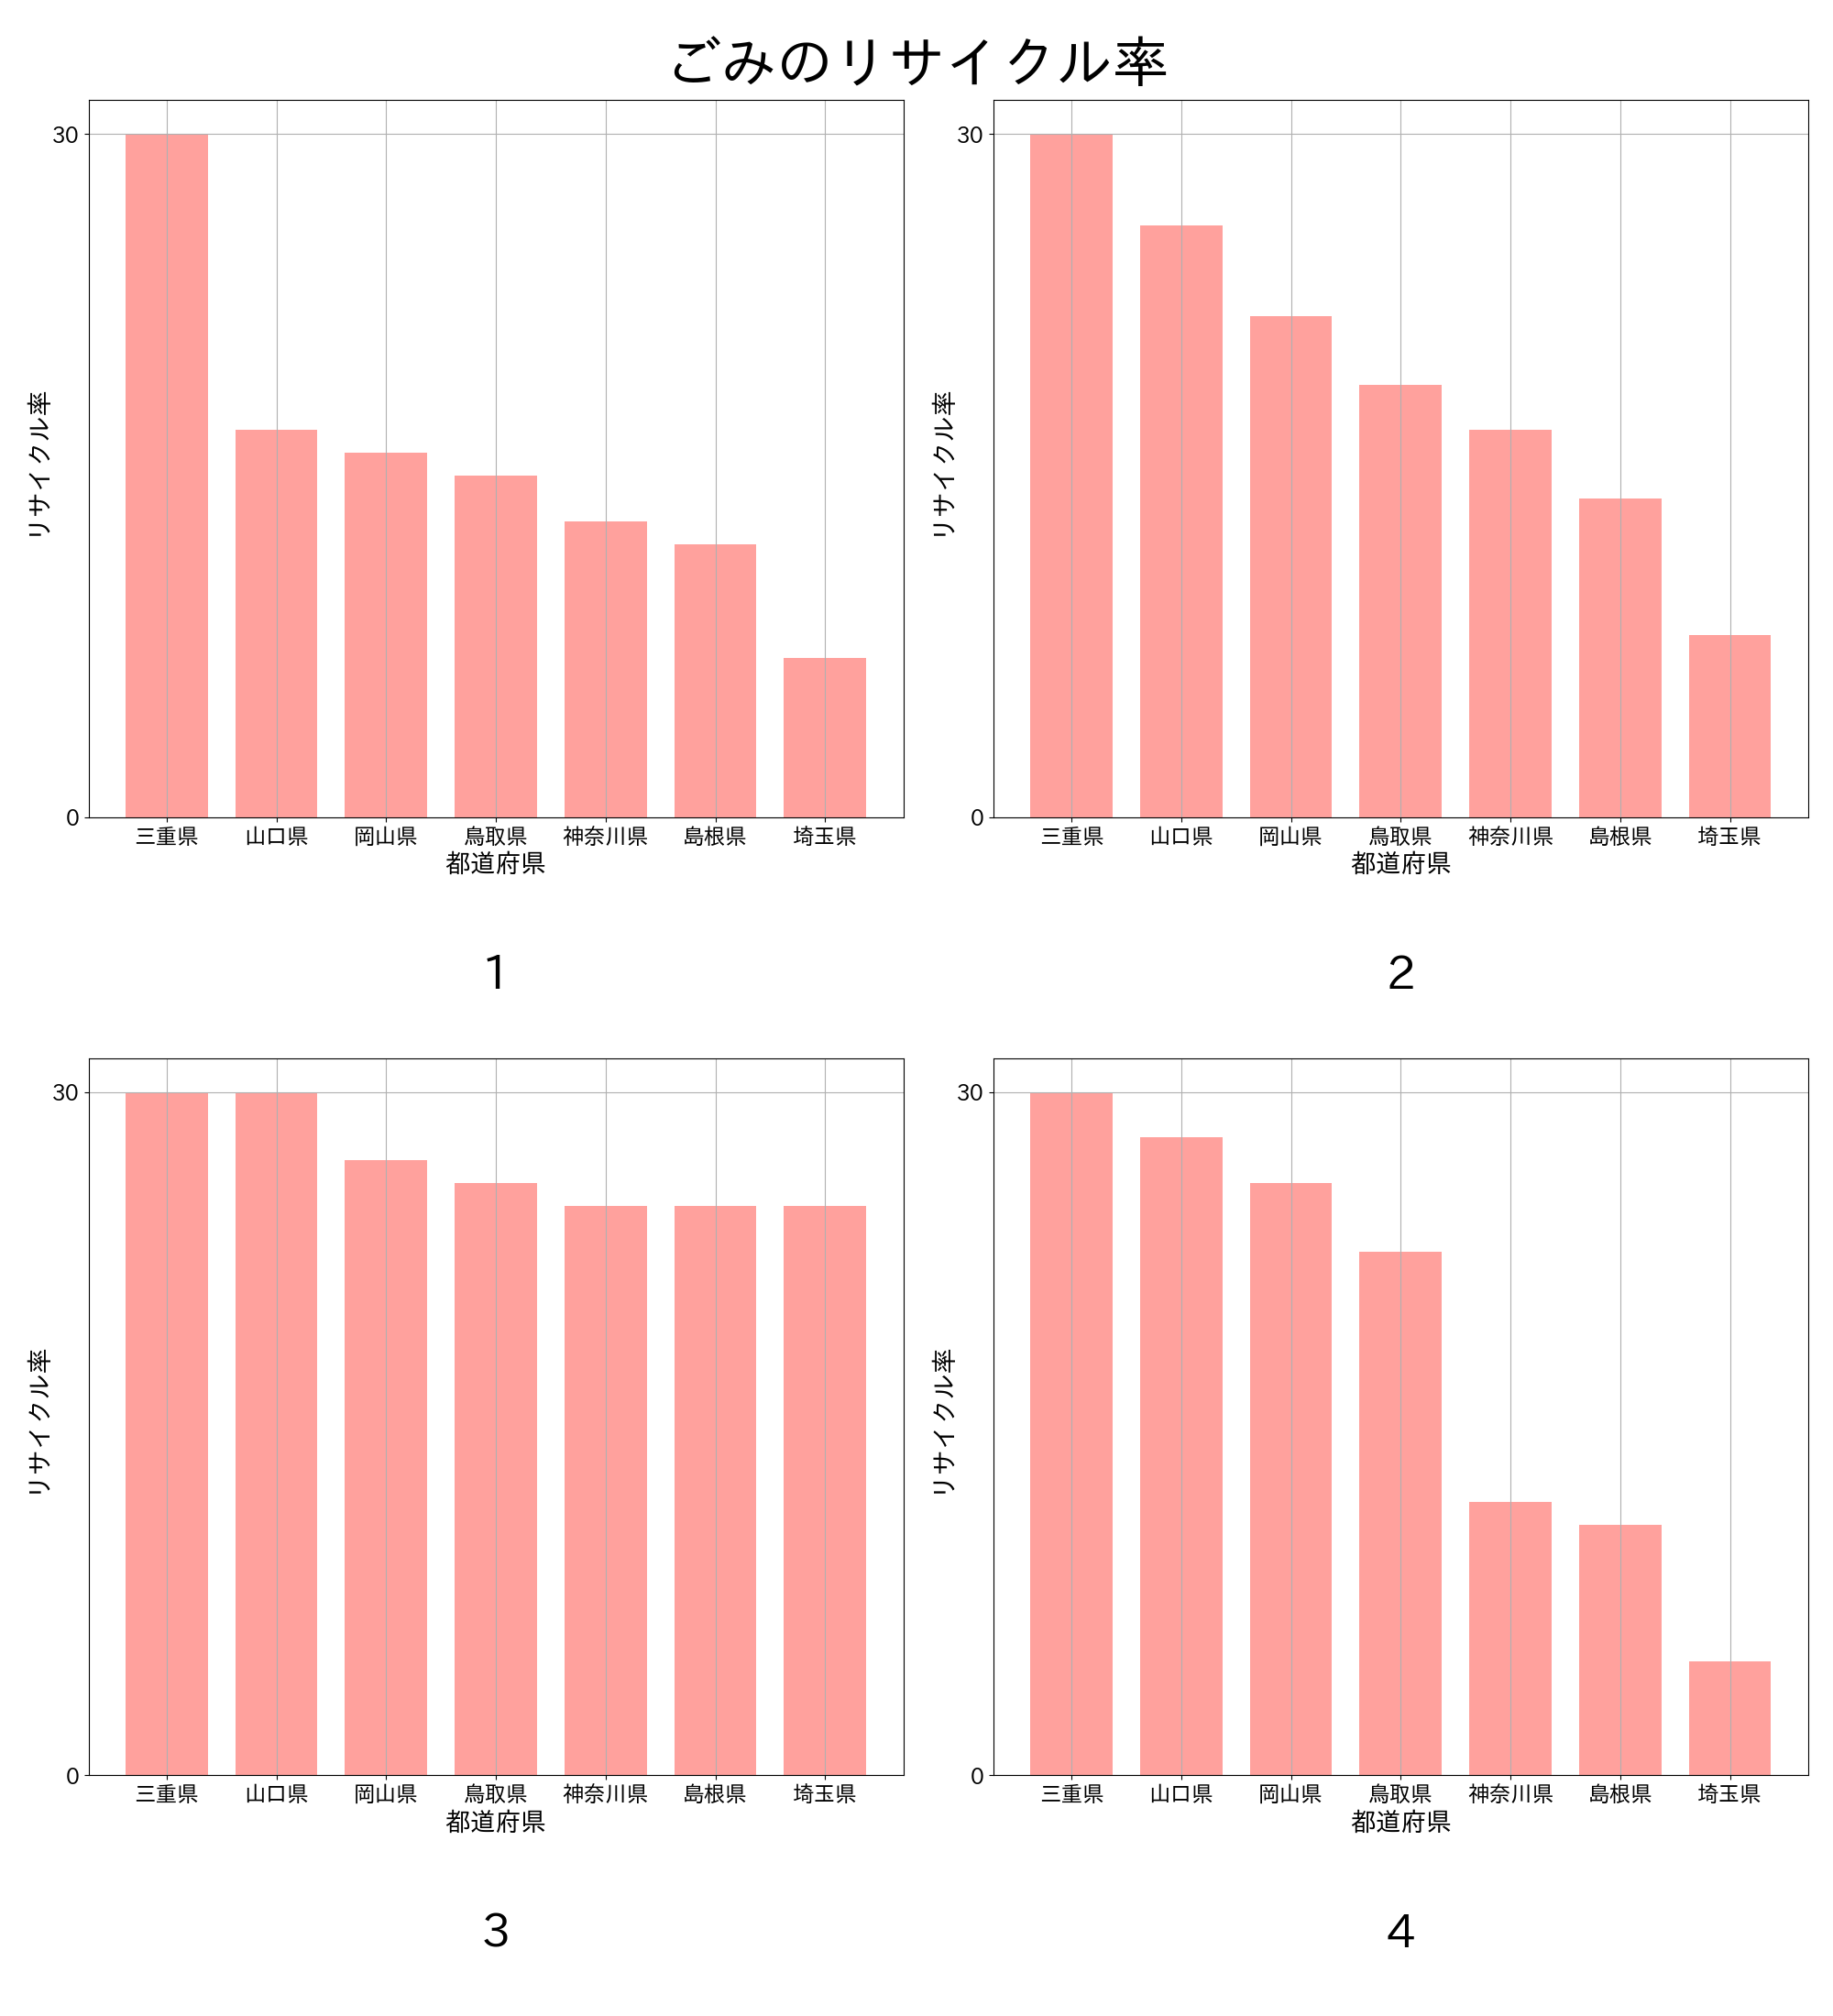 ごみのリサイクル率
30
0
リサイクル率
三重県 山口県 岡山県 鳥取県 神奈川県 島根県 埼玉県
都道府県
1
30
0
リサイクル率
三重県 山口県 岡山県 鳥取県 神奈川県 島根県 埼玉県
都道府県
2
30
0
リサイクル率
三重県 山口県 岡山県 鳥取県 神奈川県 島根県 埼玉県
都道府県
3
30
0
リサイクル率
三重県 山口県 岡山県 鳥取県 神奈川県 島根県 埼玉県
都道府県
4